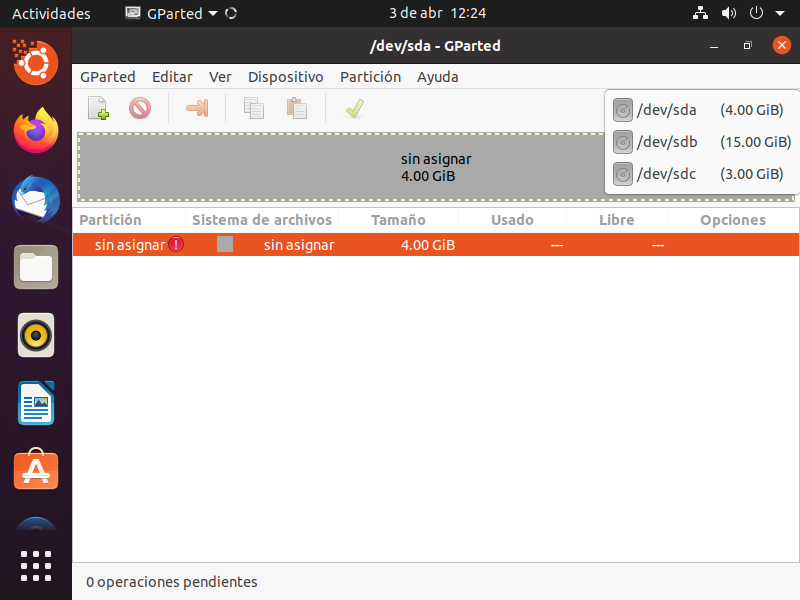 Actividades GParted 3 de abr 12:24
/dev/sda - GParted
GParted Editar Ver Dispositivo Partición Ayuda
/dev/sda (4.00 GiB)
/dev/sdb (15.00 GiB)
/dev/sdc (3.00 GiB)
sin asignar
4.00 GiB
Partición Sistema de archivos Tamaño Usado Libre Opciones
sin asignar sin asignar 4.00 GiB --- ---
0 operaciones pendientes